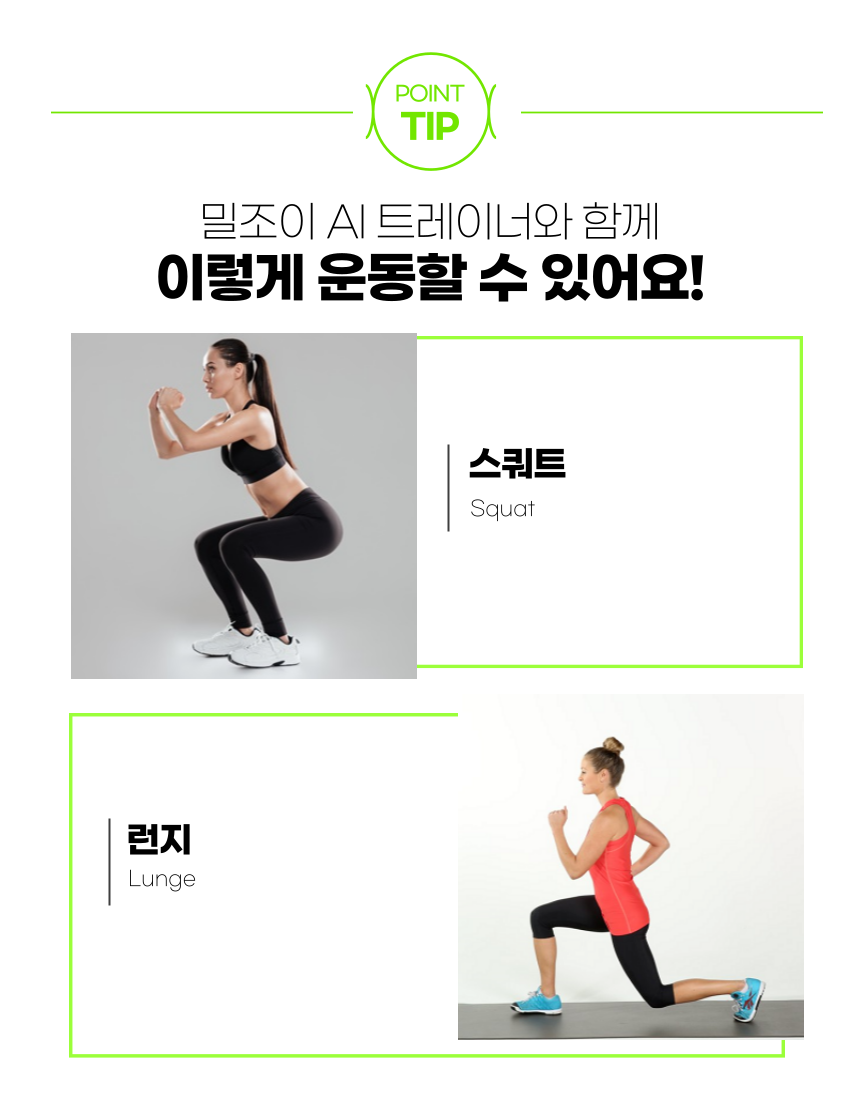 POINT
TIP
밀조이 AI 트레이너와 함께
이렇게 운동할 수 있어요!
스쿼트
Squat
런지
Lunge